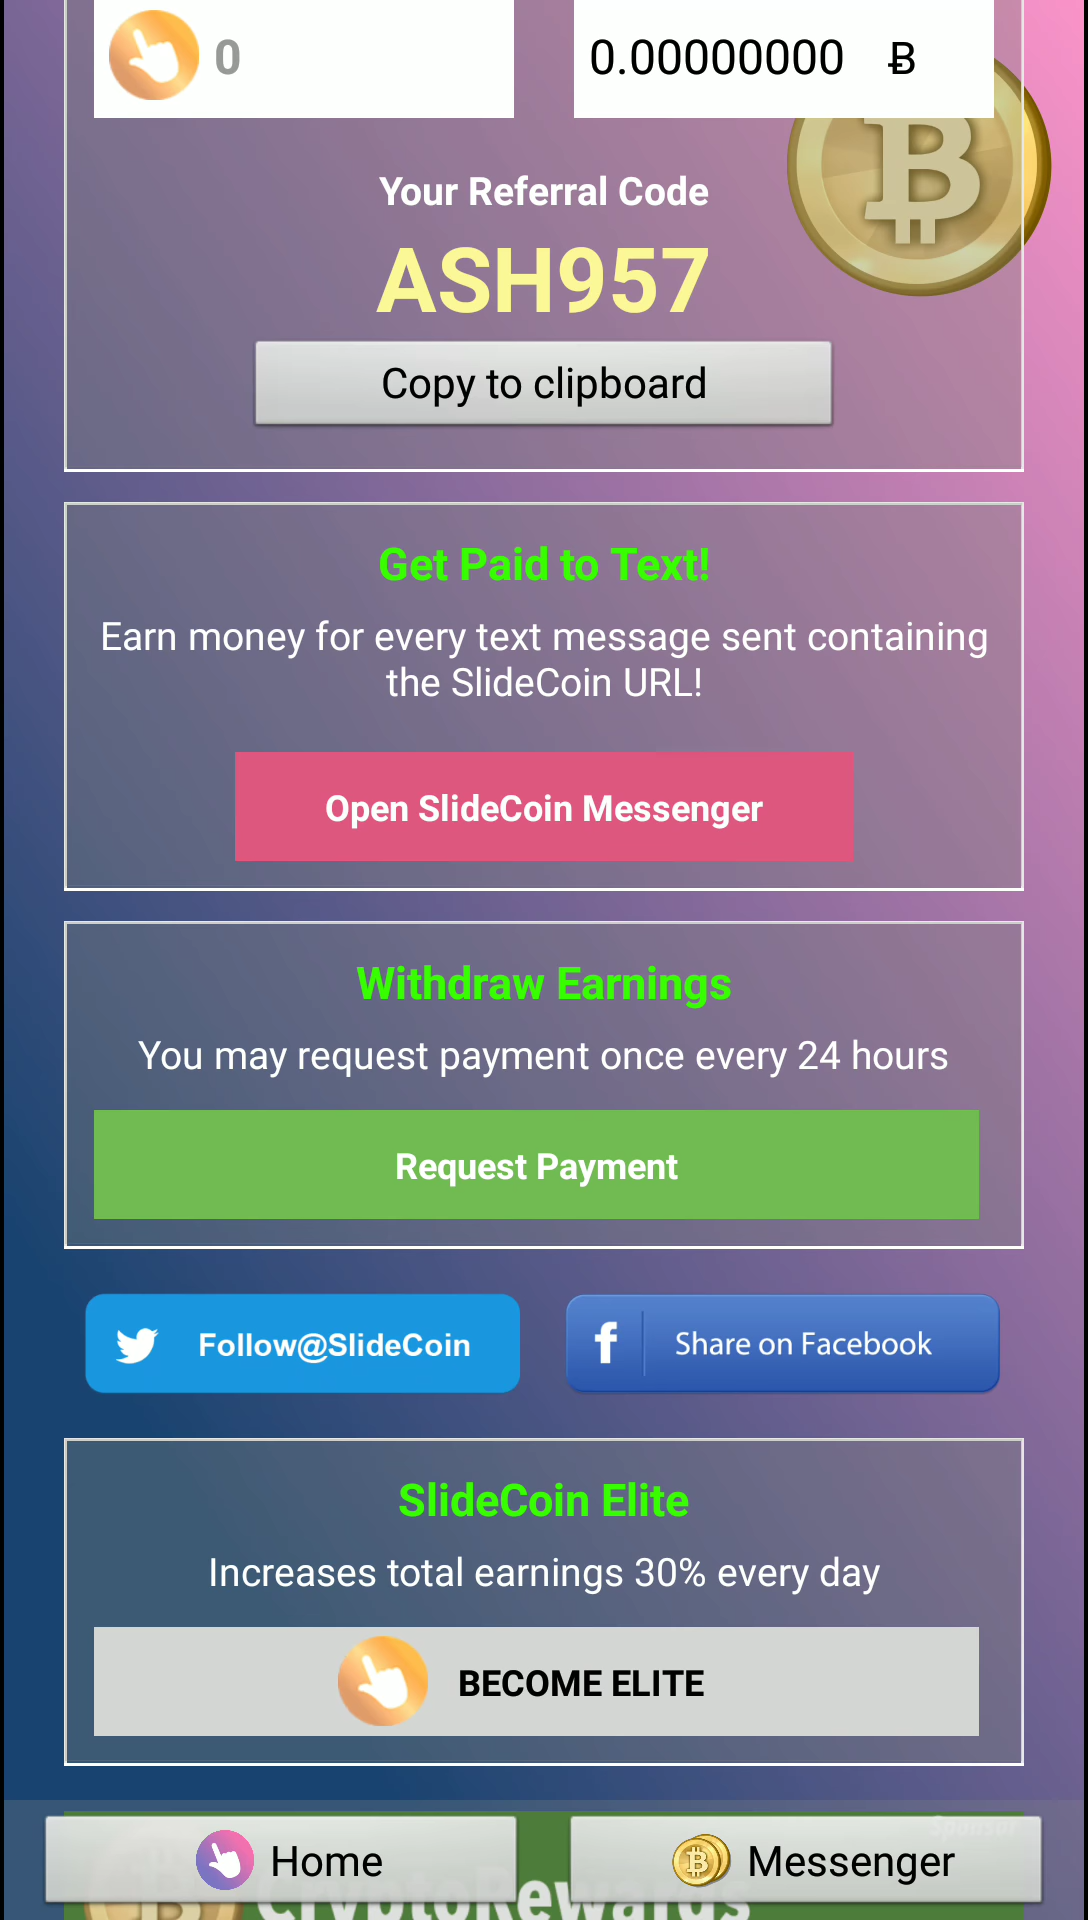 0
0.00000000 Ƀ
Your Referral Code
ASH957
Copy to clipboard
Get Paid to Text!
Earn money for every text message sent containing
the SlideCoin URL!
Open SlideCoin Messenger
Withdraw Earnings
You may request payment once every 24 hours
Request Payment
Follow@SlideCoin
Share on Facebook
SlideCoin Elite
Increases total earnings 30% every day
BECOME ELITE
Sponsor
Home
Messenger
CryptoRewards